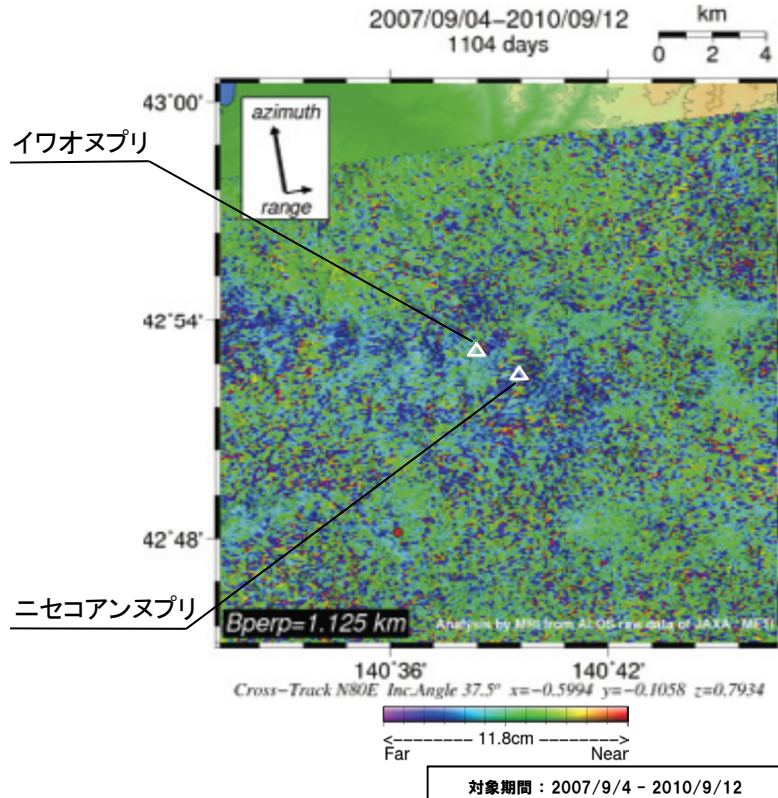 2007/09/04−2010/09/12
1104 days
km
0 2 4
43°00'
azimuth
range
イワオヌプリ
42°54'
42°48'
ニセコアンヌプリ
Bperp=1.125 km
Analysis by MRI from ALOS raw data of JAXA METI
140°36' 140°42'
Cross−Track N80E Inc.Angle 37.5° x=−0.5994 y=−0.1058 z=0.7934
<-------- 11.8cm -------->
Far Near
対象期間：2007/9/4 - 2010/9/12